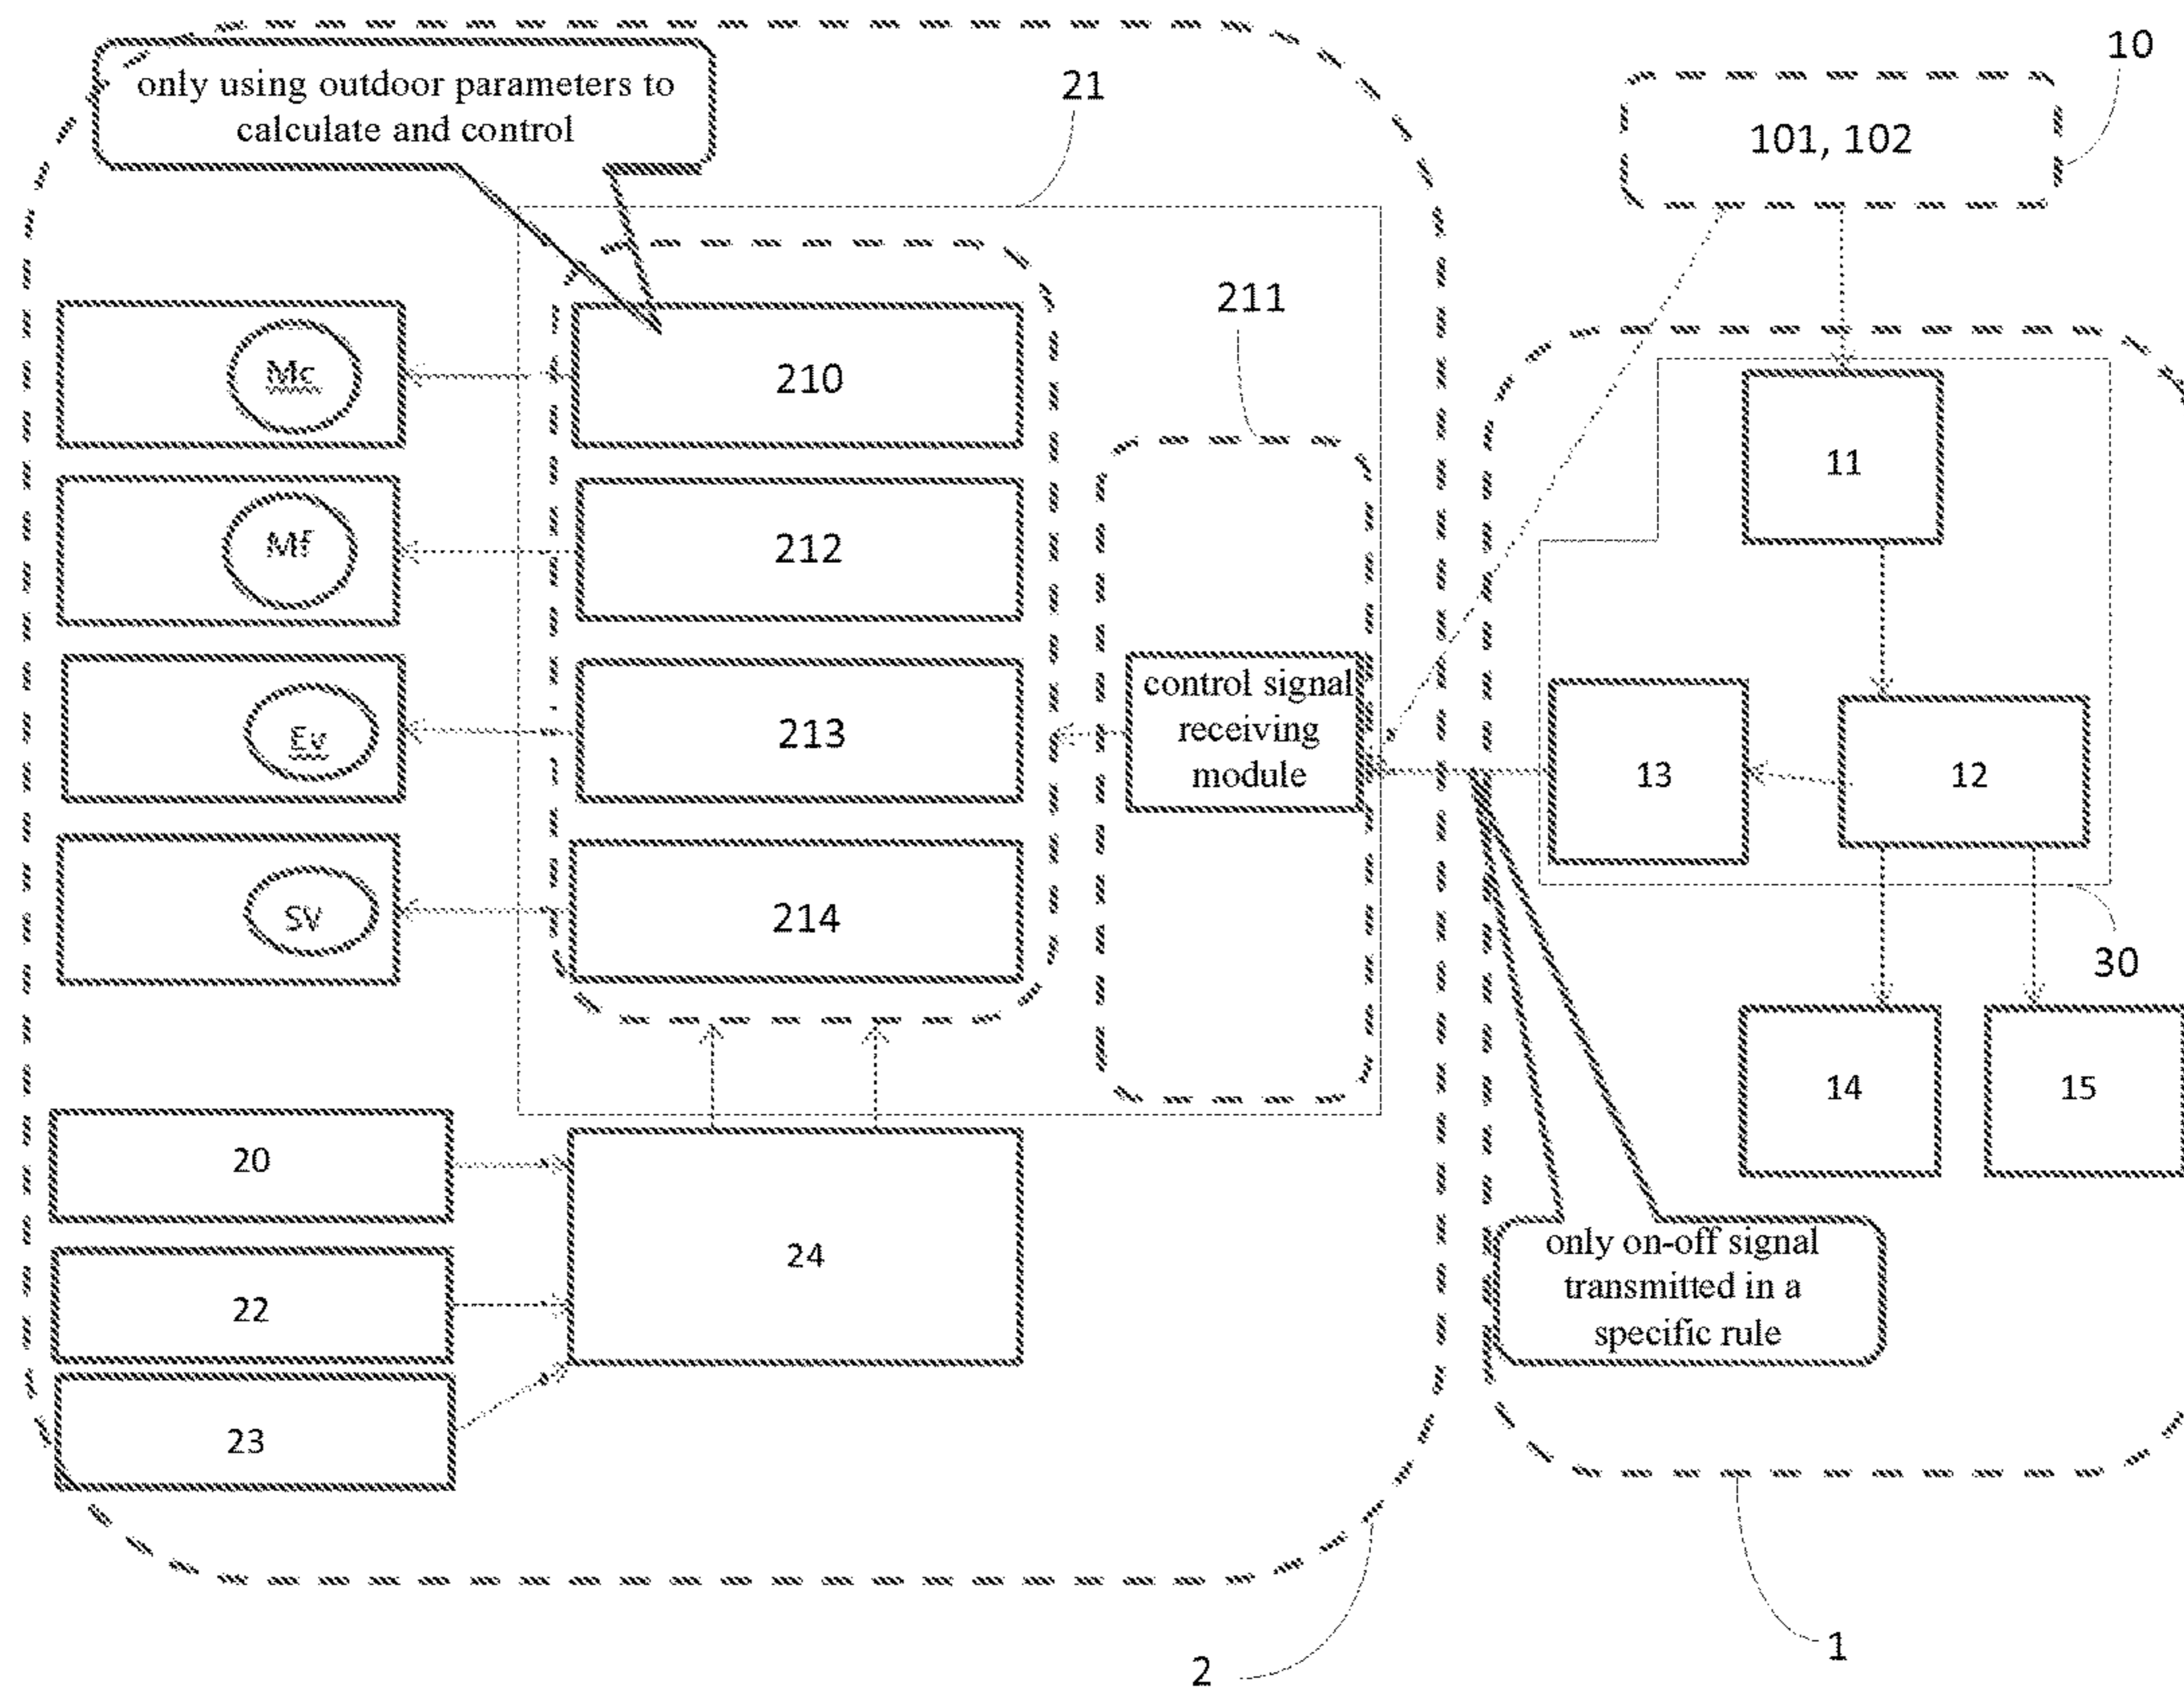 only using outdoor parameters to
calculate and control
21
10
101, 102
211
Mc
210
11
Mf
212
Ev
213
control signal
receiving
module
13
12
SV
214
30
14
15
20
24
22
23
only on-off signal
transmitted in a
specific rule
2
1